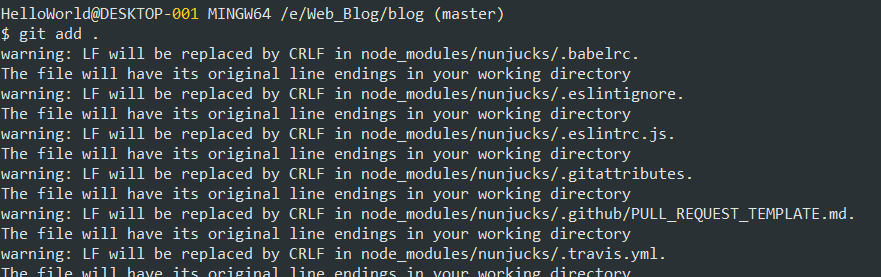 HelloWorld@DESKTOP-001 MINGW64 /e/Web_Blog/blog (master)
$ git add .
warning: LF will be replaced by CRLF in node_modules/nunjucks/.babelrc.
The file will have its original line endings in your working directory
warning: LF will be replaced by CRLF in node_modules/nunjucks/.eslintignore.
The file will have its original line endings in your working directory
warning: LF will be replaced by CRLF in node_modules/nunjucks/.eslintrc.js.
The file will have its original line endings in your working directory
warning: LF will be replaced by CRLF in node_modules/nunjucks/.gitattributes.
The file will have its original line endings in your working directory
warning: LF will be replaced by CRLF in node_modules/nunjucks/.github/PULL_REQUEST_TEMPLATE.md.
The file will have its original line endings in your working directory
warning: LF will be replaced by CRLF in node_modules/nunjucks/.travis.yml.
The file will have its original line endings in your working directory